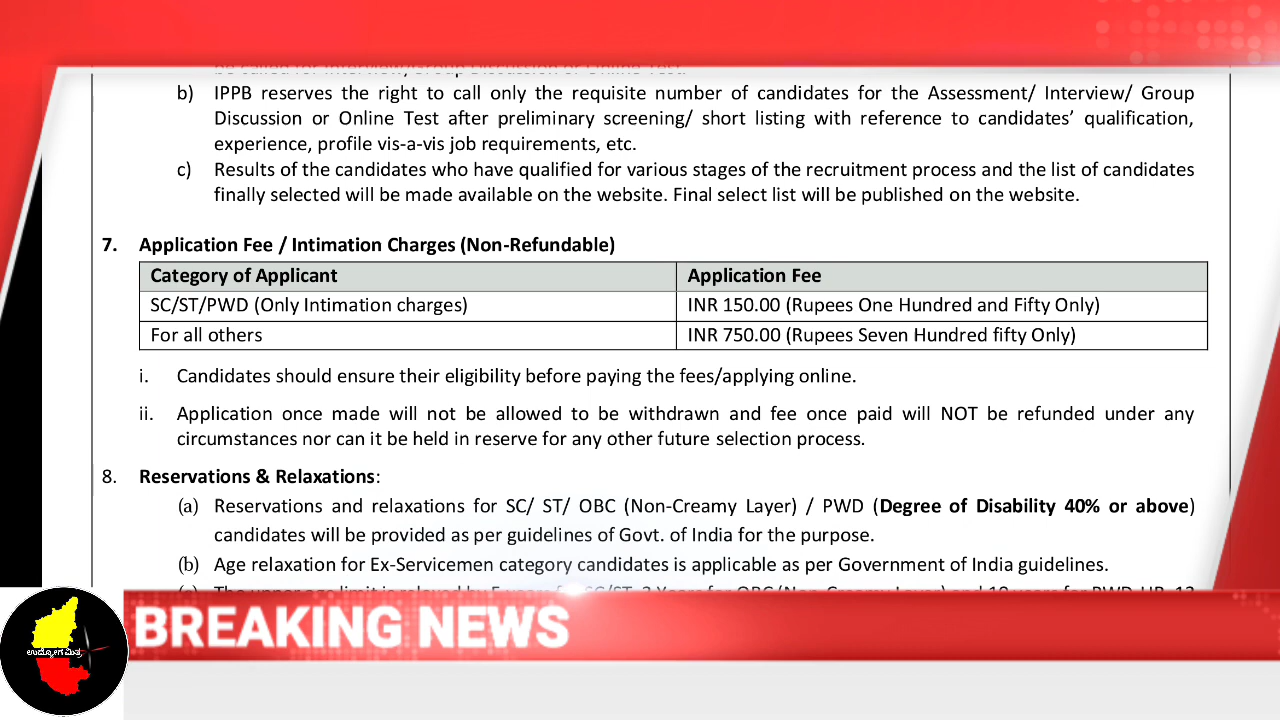 be called for Interview/Group Discussion or Online Test.
b) IPPB reserves the right to call only the requisite number of candidates for the Assessment/ Interview/ Group
Discussion or Online Test after preliminary screening/ short listing with reference to candidates’ qualification,
experience, profile vis-a-vis job requirements, etc.
c) Results of the candidates who have qualified for various stages of the recruitment process and the list of candidates
finally selected will be made available on the website. Final select list will be published on the website.
7. Application Fee / Intimation Charges (Non-Refundable)
Category of Applicant Application Fee
SC/ST/PWD (Only Intimation charges) INR 150.00 (Rupees One Hundred and Fifty Only)
For all others INR 750.00 (Rupees Seven Hundred fifty Only)
i. Candidates should ensure their eligibility before paying the fees/applying online.
ii. Application once made will not be allowed to be withdrawn and fee once paid will NOT be refunded under any
circumstances nor can it be held in reserve for any other future selection process.
8. Reservations & Relaxations:
(a) Reservations and relaxations for SC/ ST/ OBC (Non-Creamy Layer) / PWD (Degree of Disability 40% or above)
candidates will be provided as per guidelines of Govt. of India for the purpose.
(b) Age relaxation for Ex-Servicemen category candidates is applicable as per Government of India guidelines.
BREAKING NEWS
ಉದ್ಯೋಗ ಮಿತ್ರ